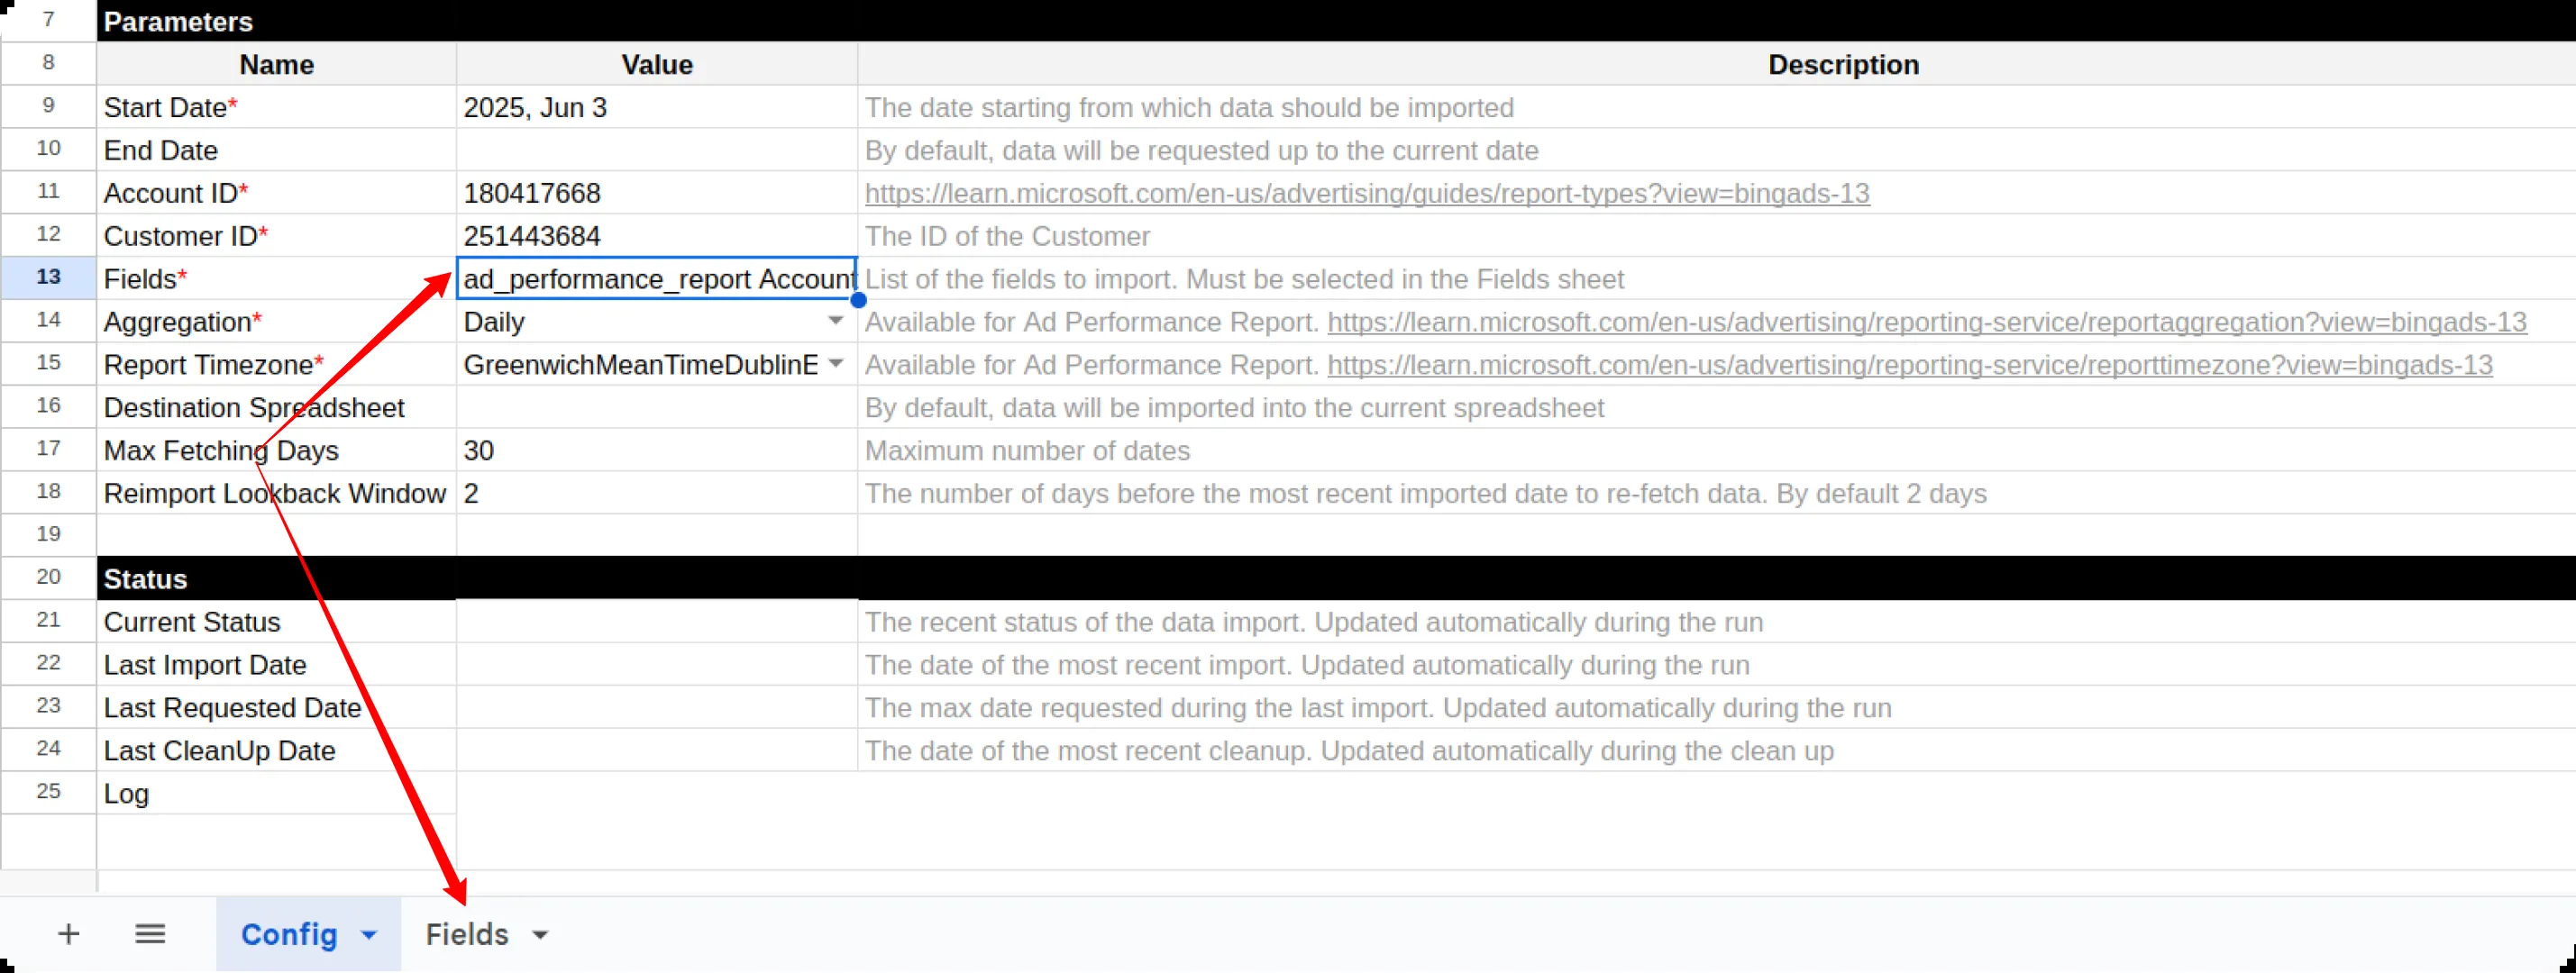 7 Parameters
8 Name Value Description
9 Start Date* 2025, Jun 3 The date starting from which data should be imported
10 End Date By default, data will be requested up to the current date
11 Account ID* 180417668 https://learn.microsoft.com/en-us/advertising/guides/report-types?view=bingads-13
12 Customer ID* 251443684 The ID of the Customer
13 Fields* ad_performance_report Account List of the fields to import. Must be selected in the Fields sheet
14 Aggregation* Daily Available for Ad Performance Report. https://learn.microsoft.com/en-us/advertising/reporting-service/reportaggregation?view=bingads-13
15 Report Timezone* GreenwichMeanTimeDublinE Available for Ad Performance Report. https://learn.microsoft.com/en-us/advertising/reporting-service/reporttimezone?view=bingads-13
16 Destination Spreadsheet By default, data will be imported into the current spreadsheet
17 Max Fetching Days 30 Maximum number of dates
18 Reimport Lookback Window 2 The number of days before the most recent imported date to re-fetch data. By default 2 days
19
20 Status
21 Current Status The recent status of the data import. Updated automatically during the run
22 Last Import Date The date of the most recent import. Updated automatically during the run
23 Last Requested Date The max date requested during the last import. Updated automatically during the run
24 Last CleanUp Date The date of the most recent cleanup. Updated automatically during the clean up
25 Log
Config Fields